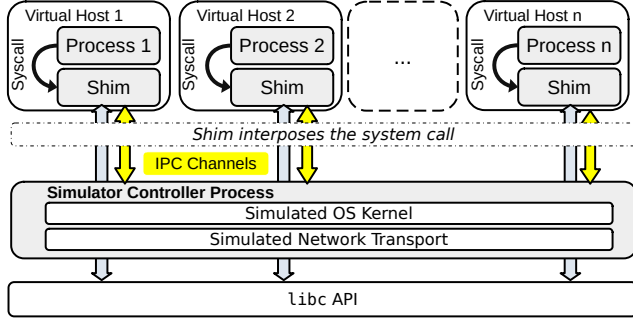 Virtual Host 1
Syscall
Process 1
Shim
Virtual Host 2
Syscall
Process 2
Shim
...
Virtual Host n
Syscall
Process n
Shim
Shim interposes the system call
IPC Channels
Simulator Controller Process
Simulated OS Kernel
Simulated Network Transport
libc API